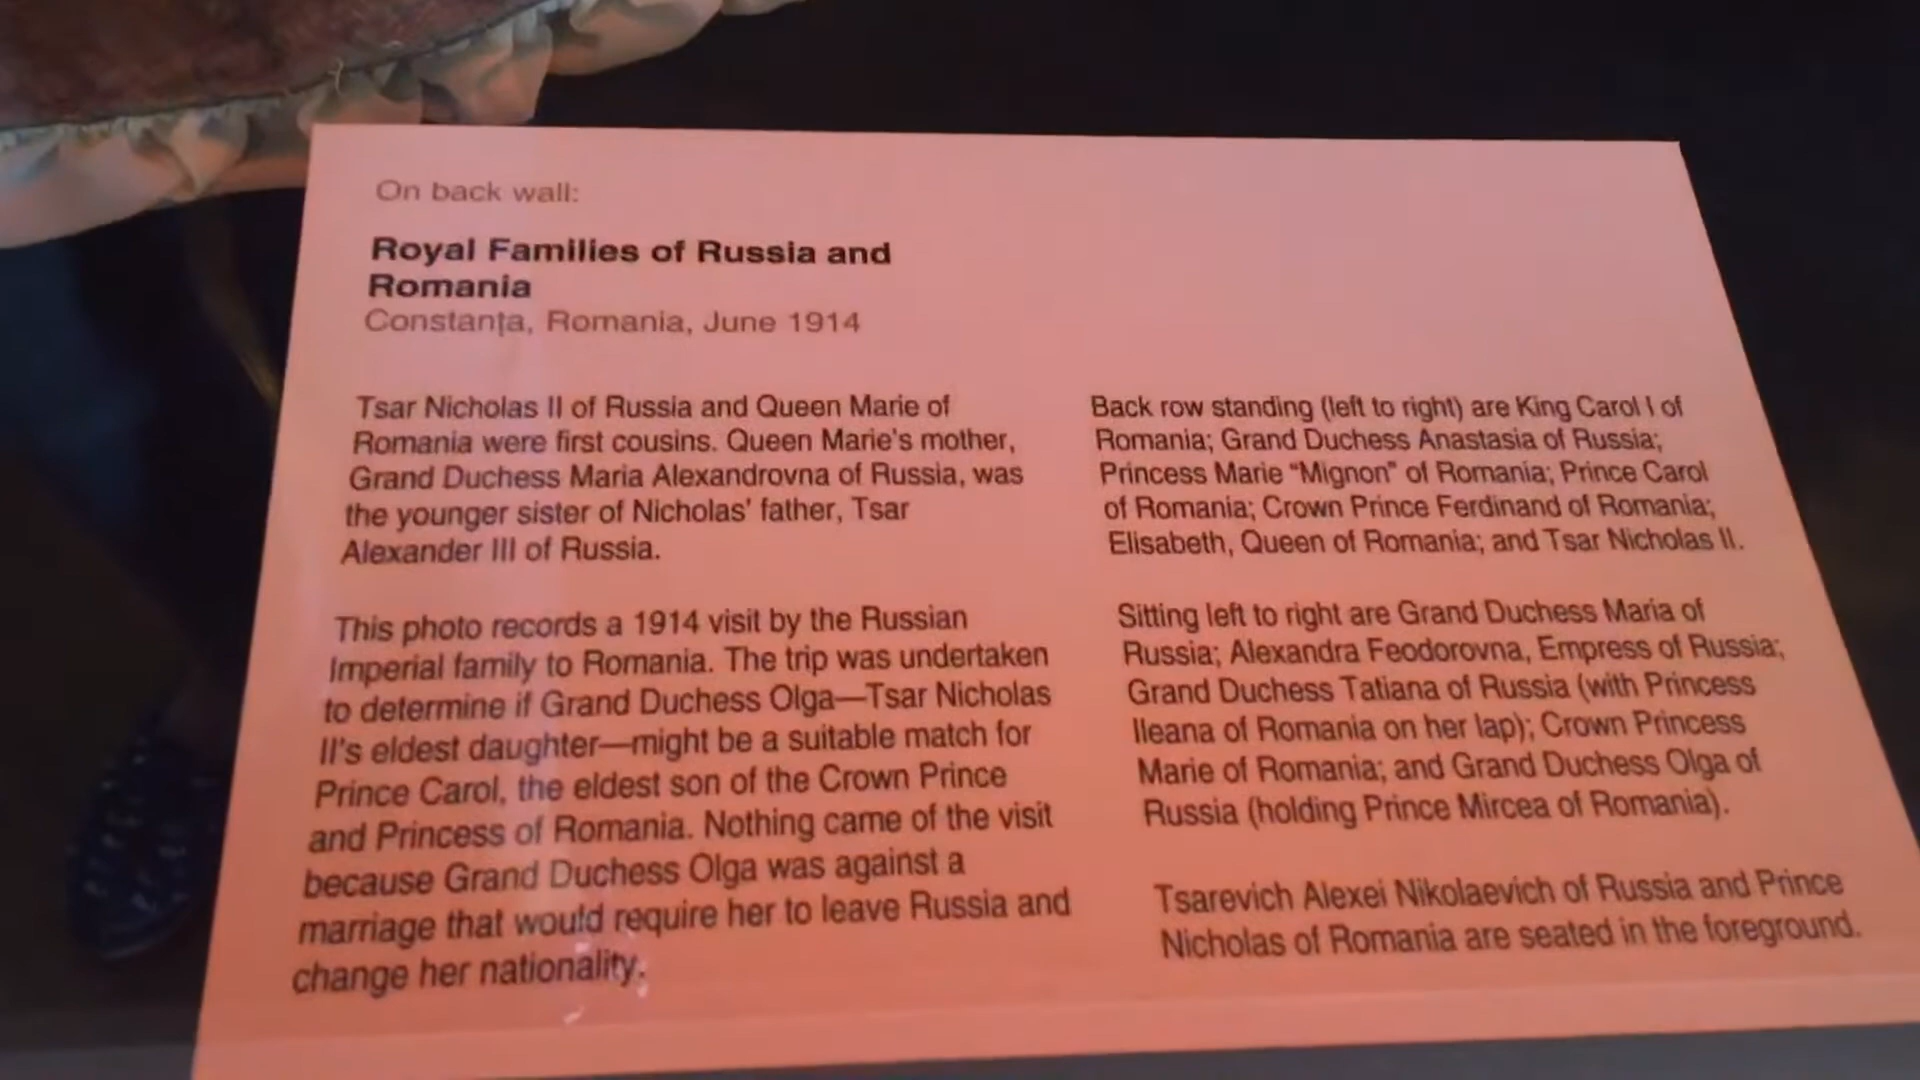 On back wall:
Royal Families of Russia and
Romania
Constanța, Romania, June 1914
Tsar Nicholas II of Russia and Queen Marie of
Romania were first cousins. Queen Marie's mother,
Grand Duchess Maria Alexandrovna of Russia, was
the younger sister of Nicholas' father, Tsar
Alexander III of Russia.
This photo records a 1914 visit by the Russian
Imperial family to Romania. The trip was undertaken
to determine if Grand Duchess Olga—Tsar Nicholas
II's eldest daughter—might be a suitable match for
Prince Carol, the eldest son of the Crown Prince
and Princess of Romania. Nothing came of the visit
because Grand Duchess Olga was against a
marriage that would require her to leave Russia and
change her nationality.
Back row standing (left to right) are King Carol I of
Romania; Grand Duchess Anastasia of Russia;
Princess Marie “Mignon” of Romania; Prince Carol
of Romania; Crown Prince Ferdinand of Romania;
Elisabeth, Queen of Romania; and Tsar Nicholas II.
Sitting left to right are Grand Duchess Maria of
Russia; Alexandra Feodorovna, Empress of Russia;
Grand Duchess Tatiana of Russia (with Princess
Ileana of Romania on her lap); Crown Princess
Marie of Romania; and Grand Duchess Olga of
Russia (holding Prince Mircea of Romania).
Tsarevich Alexei Nikolaevich of Russia and Prince
Nicholas of Romania are seated in the foreground.